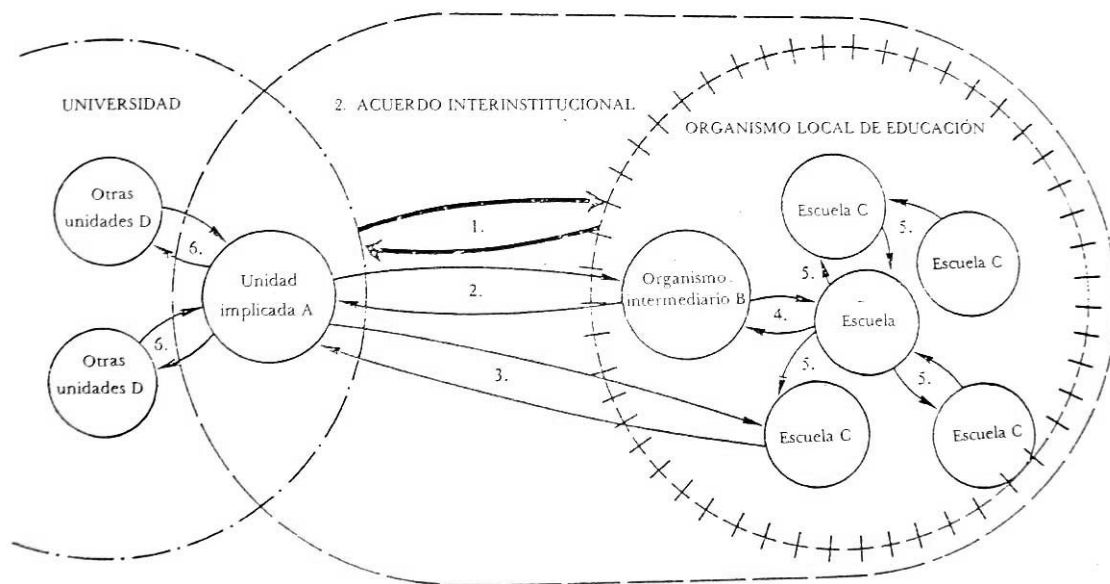 UNIVERSIDAD
2. ACUERDO INTERINSTITUCIONAL
ORGANISMO LOCAL DE EDUCACIÓN
Otras
unidades D
6.
Unidad
implicada A
Otras
unidades D
6.
1.
2.
3.
Organismo
intermediario B
4.
Escuela C
5.
Escuela C
5.
Escuela
5.
Escuela C
5.
Escuela C